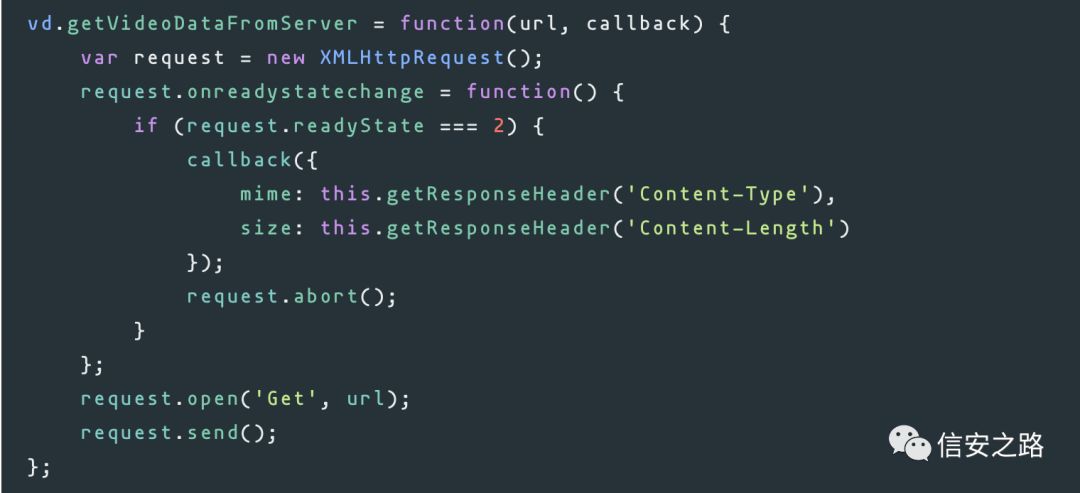 vd.getVideoDataFromServer = function(url, callback) {
    var request = new XMLHttpRequest();
    request.onreadystatechange = function() {
        if (request.readyState === 2) {
            callback({
                mime: this.getResponseHeader('Content-Type'),
                size: this.getResponseHeader('Content-Length')
            });
            request.abort();
        }
    };
    request.open('Get', url);
    request.send();
};
信安之路